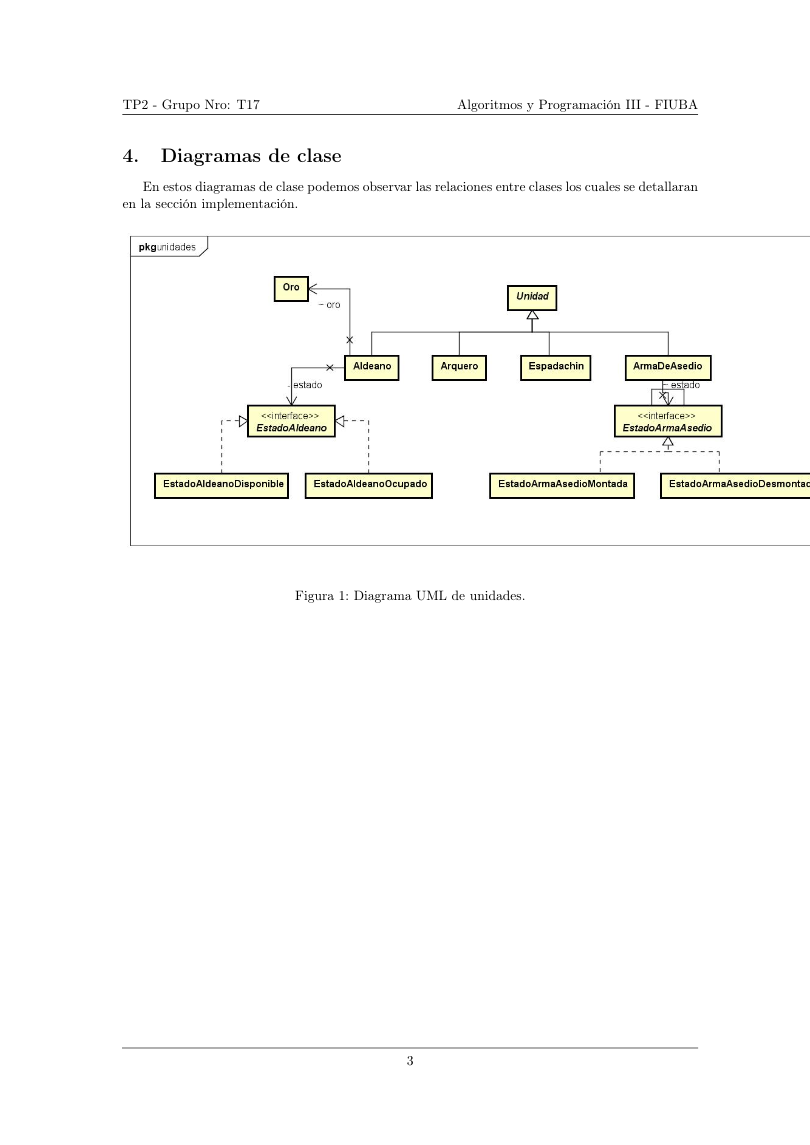 TP2 - Grupo Nro: T17 Algoritmos y Programación III - FIUBA
4. Diagramas de clase
En estos diagramas de clase podemos observar las relaciones entre clases los cuales se detallaran
en la sección implementación.
pkg unidades
Oro
~ oro
Unidad
Aldeano Arquero Espadachin ArmaDeAsedio
estado
~ estado
<<interface>>
EstadoAldeano
<<interface>>
EstadoArmaAsedio
EstadoAldeanoDisponible EstadoAldeanoOcupado EstadoArmaAsedioMontada EstadoArmaAsedioDesmontad
Figura 1: Diagrama UML de unidades.
3